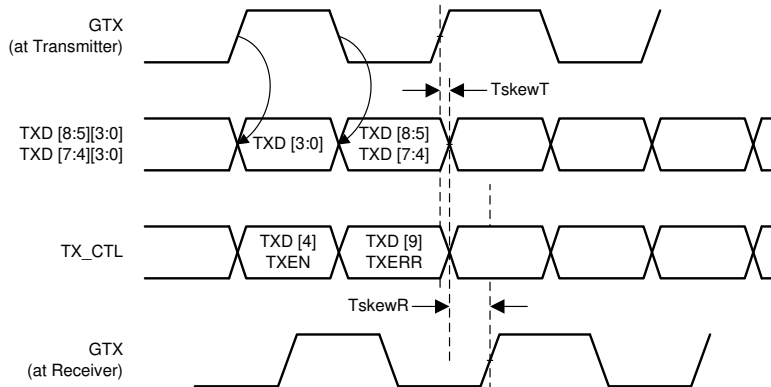 GTX
(at Transmitter)
TskewT
TXD [8:5][3:0]
TXD [7:4][3:0]
TXD [3:0]
TXD [8:5]
TXD [7:4]
TX_CTL
TXD [4]
TXEN
TXD [9]
TXERR
TskewR
GTX
(at Receiver)